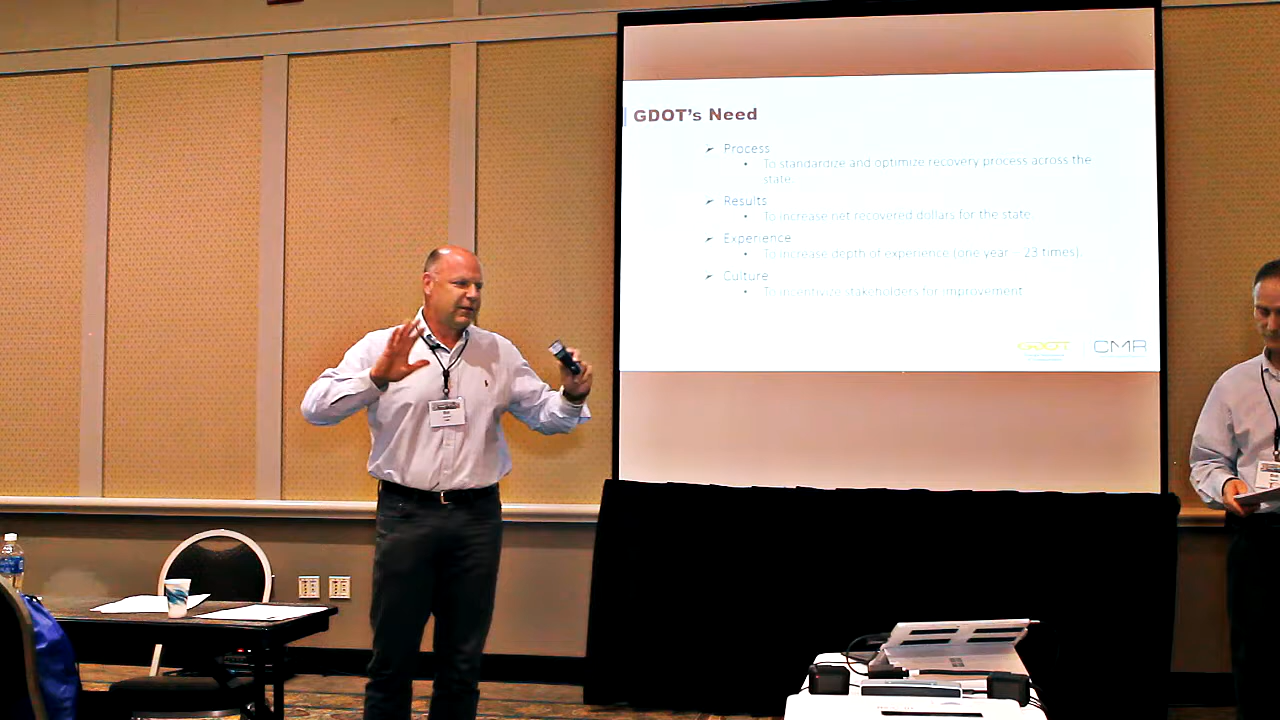 GDOT's Need
➢ Process
• To standardize and optimize recovery process across the
state.
➢ Results
• To increase net recovered dollars for the state.
➢ Experience
• To increase depth of experience (one year – 23 times).
➢ Culture
• To incentivize stakeholders for improvement
GDOT CMR